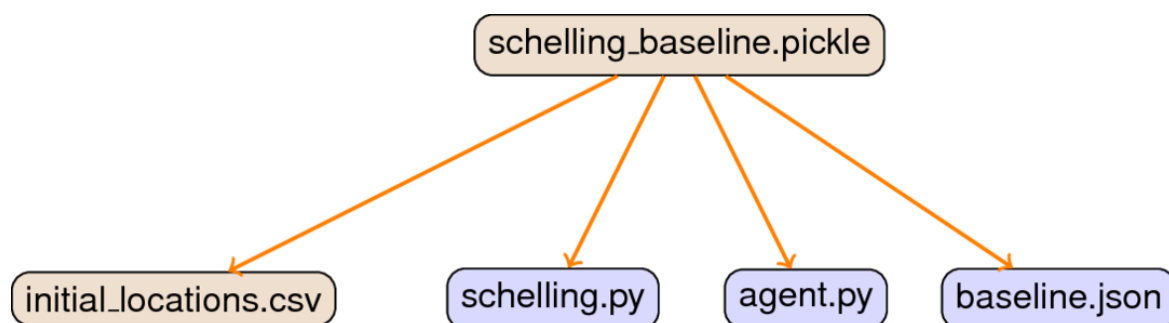 schelling_baseline.pickle
initial_locations.csv
schelling.py
agent.py
baseline.json